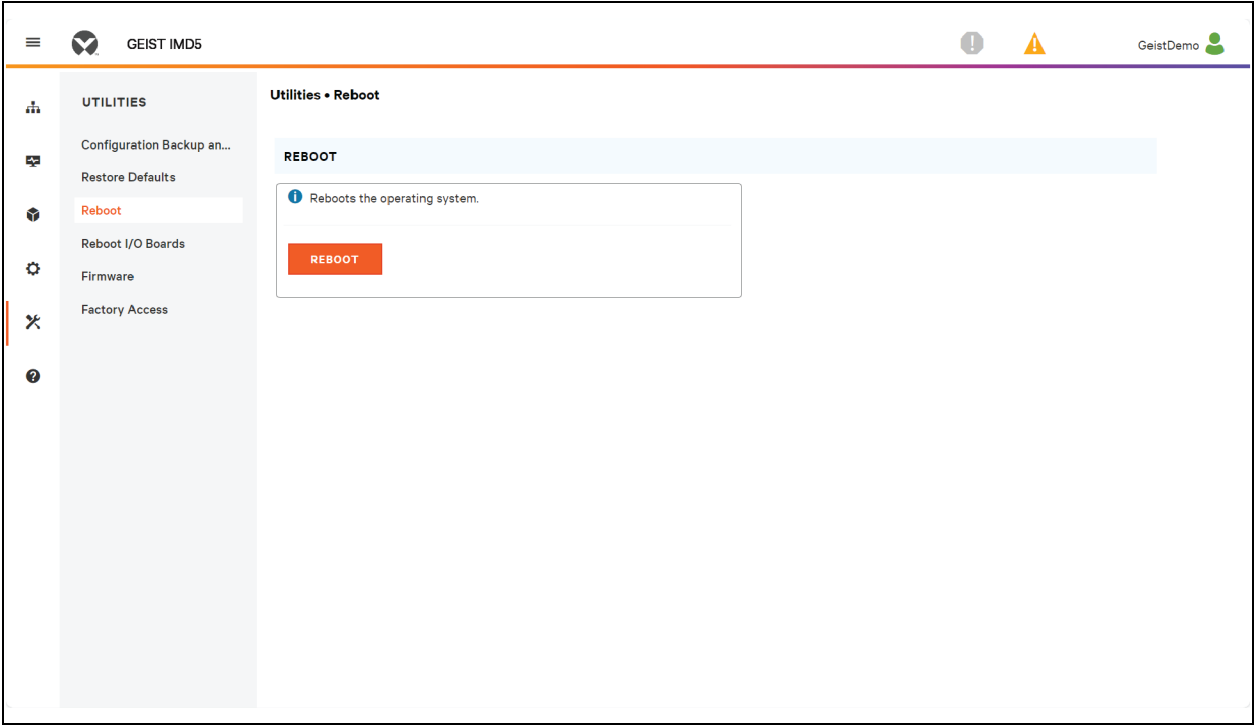 GEIST IMD5
GeistDemo
UTILITIES
Configuration Backup an...
Restore Defaults
Reboot
Reboot I/O Boards
Firmware
Factory Access
Utilities • Reboot
REBOOT
Reboots the operating system.
REBOOT